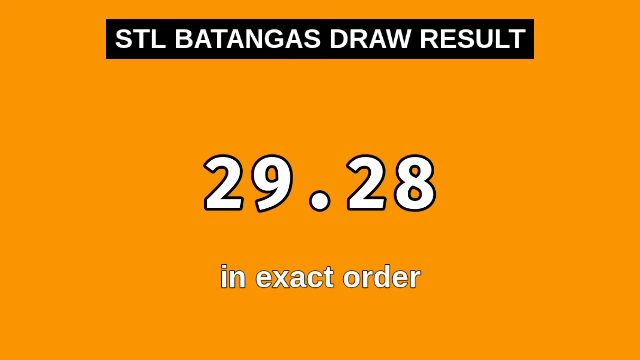 STL BATANGAS DRAW RESULT
29.28
in exact order